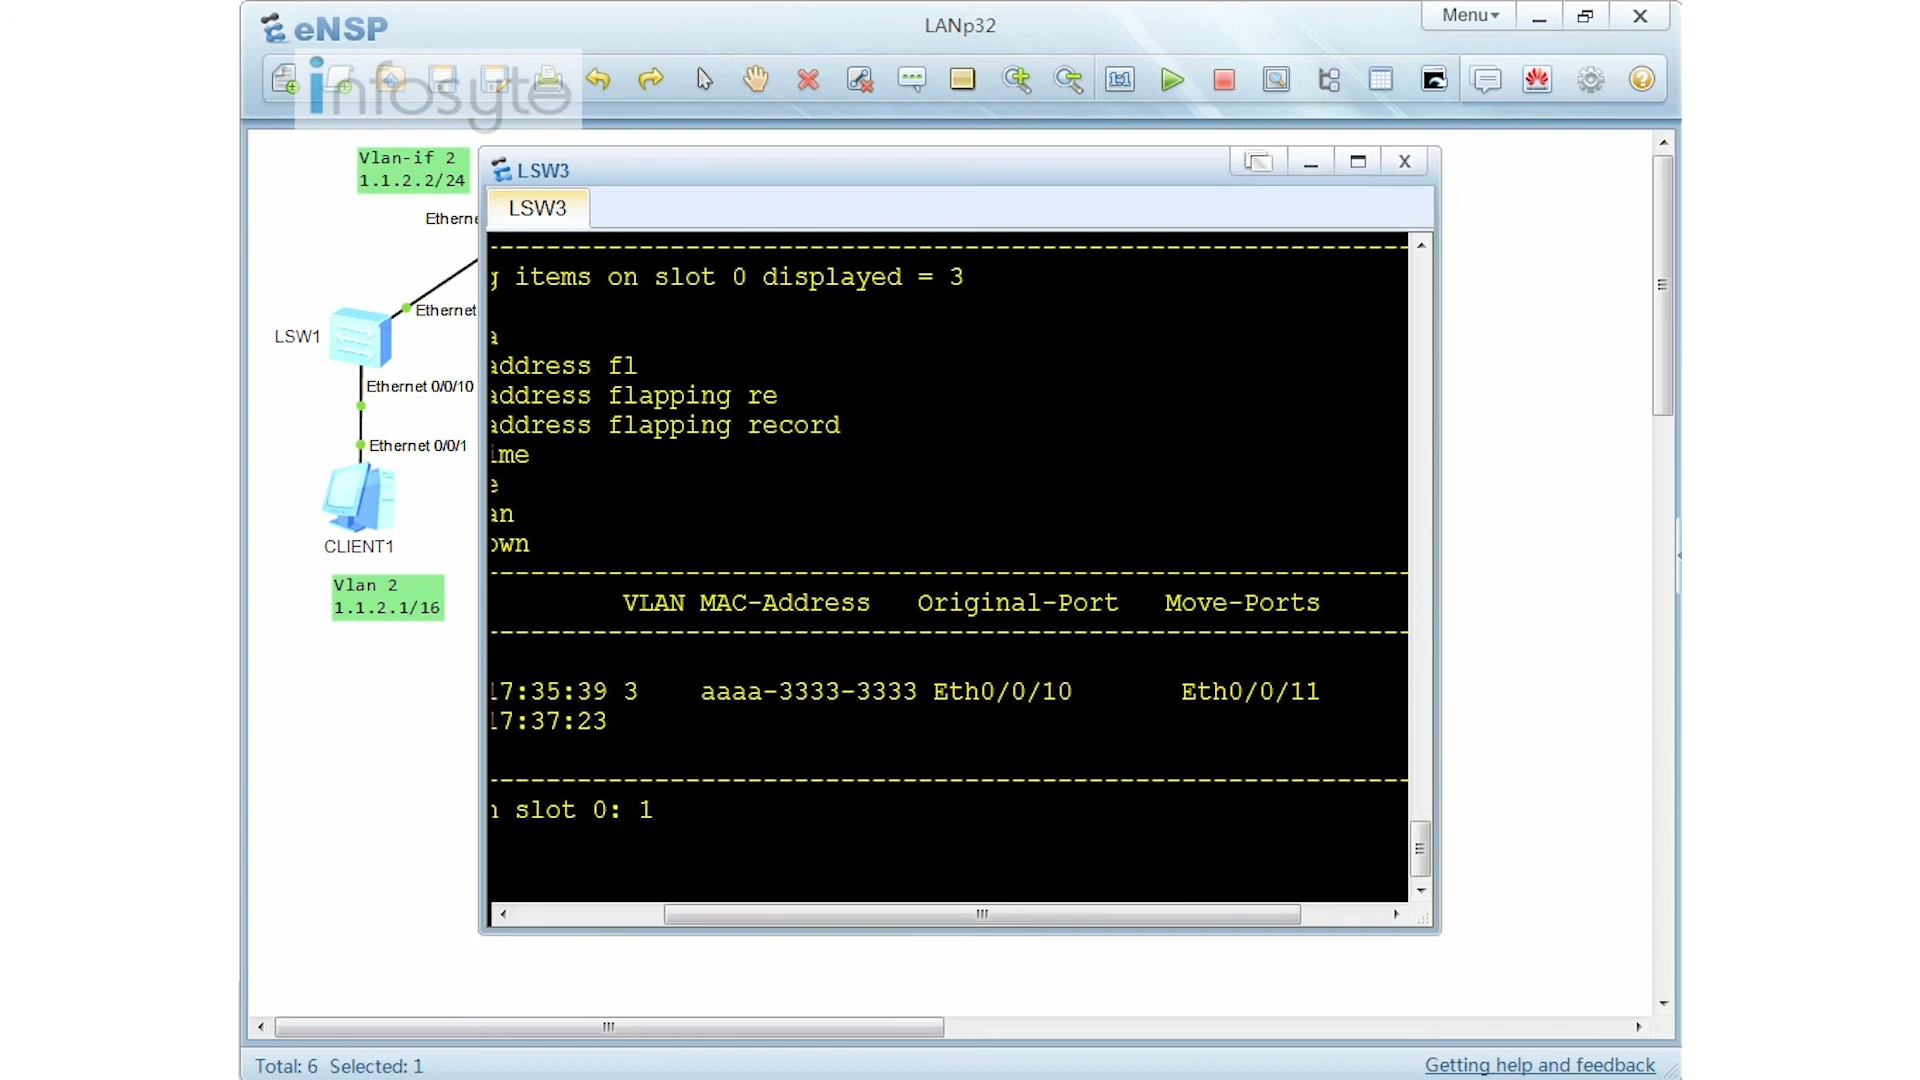 eNSP
LANp32
Menu
infosyte
Vlan-if 2
1.1.2.2/24
Etherne
Ethernet
LSW1
Ethernet 0/0/10
Ethernet 0/0/1
CLIENT1
Vlan 2
1.1.2.1/16
LSW3
LSW3
g items on slot 0 displayed = 3
a
address fl
address flapping re
address flapping record
ime
e
an
own
VLAN MAC-Address Original-Port Move-Ports
17:35:39 3 aaaa-3333-3333 Eth0/0/10 Eth0/0/11
17:37:23
n slot 0: 1
Total: 6 Selected: 1
Getting help and feedback